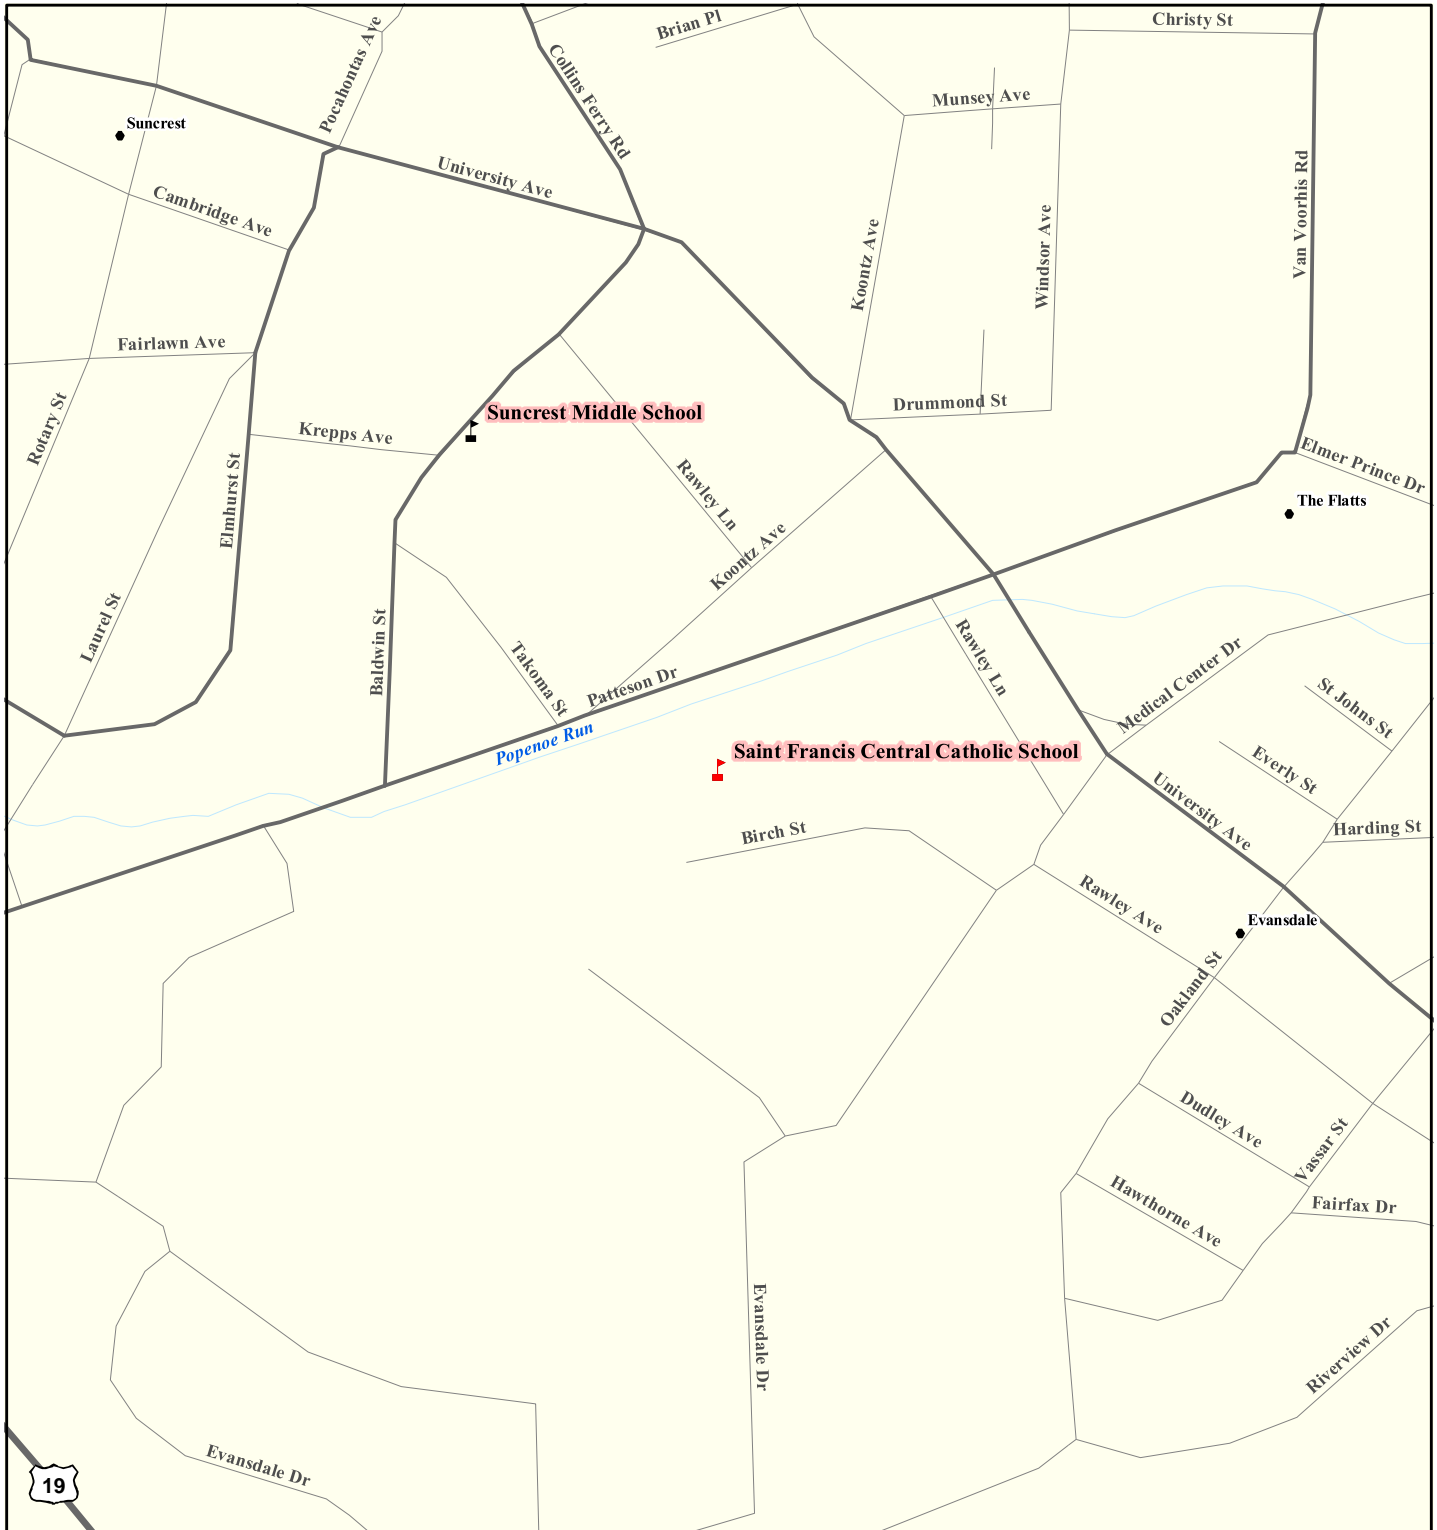 Christy St
Brian Pl
Pocahontas Ave
Collins Ferry Rd
Munsey Ave
Suncrest
University Ave
Cambridge Ave
Van Voorhis Rd
Koontz Ave
Windsor Ave
Fairlawn Ave
Rotary St
Suncrest Middle School
Drummond St
Krepps Ave
Elmhurst St
Rawley Ln
Elmer Prince Dr
The Flatts
Koontz Ave
Laurel St
Baldwin St
Takoma St
Patteson Dr
Rawley Ln
Medical Center Dr
St Johns St
Popenoe Run
Saint Francis Central Catholic School
Everly St
University Ave
Birch St
Harding St
Rawley Ave
Evansdale
Oakland St
Dudley Ave
Vassar St
Hawthorne Ave
Fairfax Dr
Evansdale Dr
Riverview Dr
Evansdale Dr
19